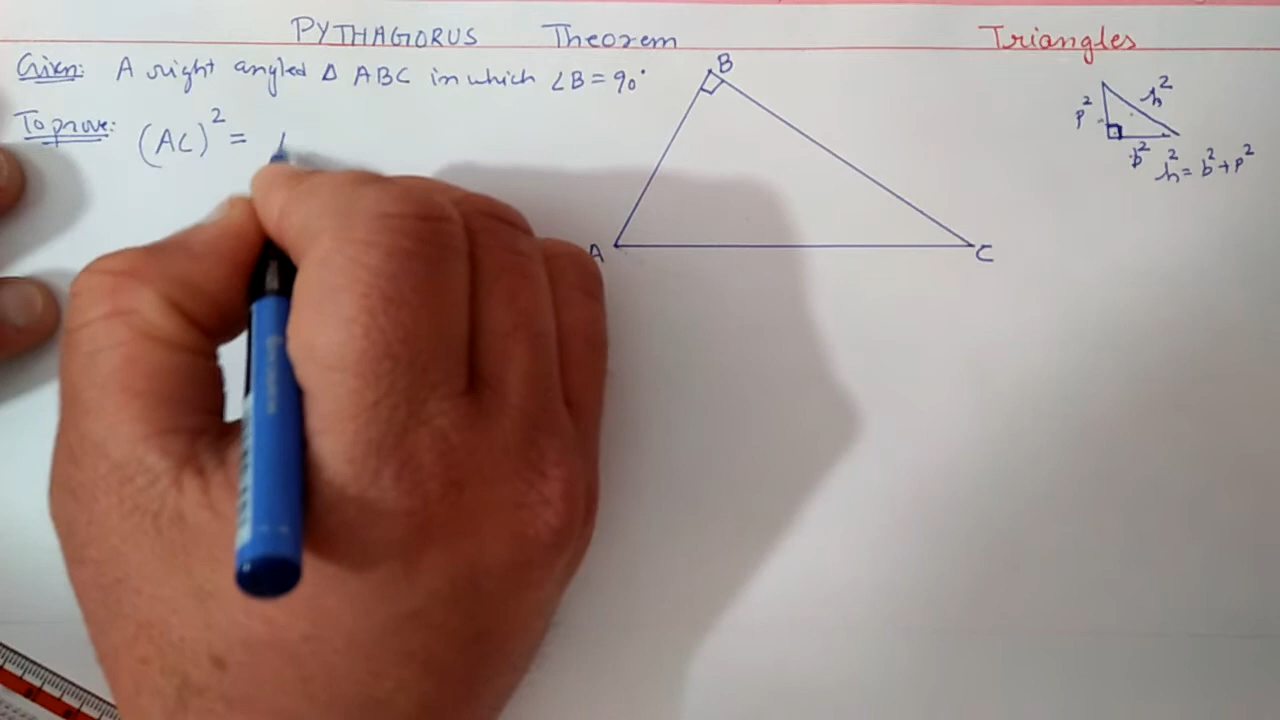 PYTHAGORUS Theorem
Triangles
Given: A right angled Δ ABC in which ∠B = 90°
To prove: (AC)² =
B
A
C
p²
h²
b²
h² = b² + p²